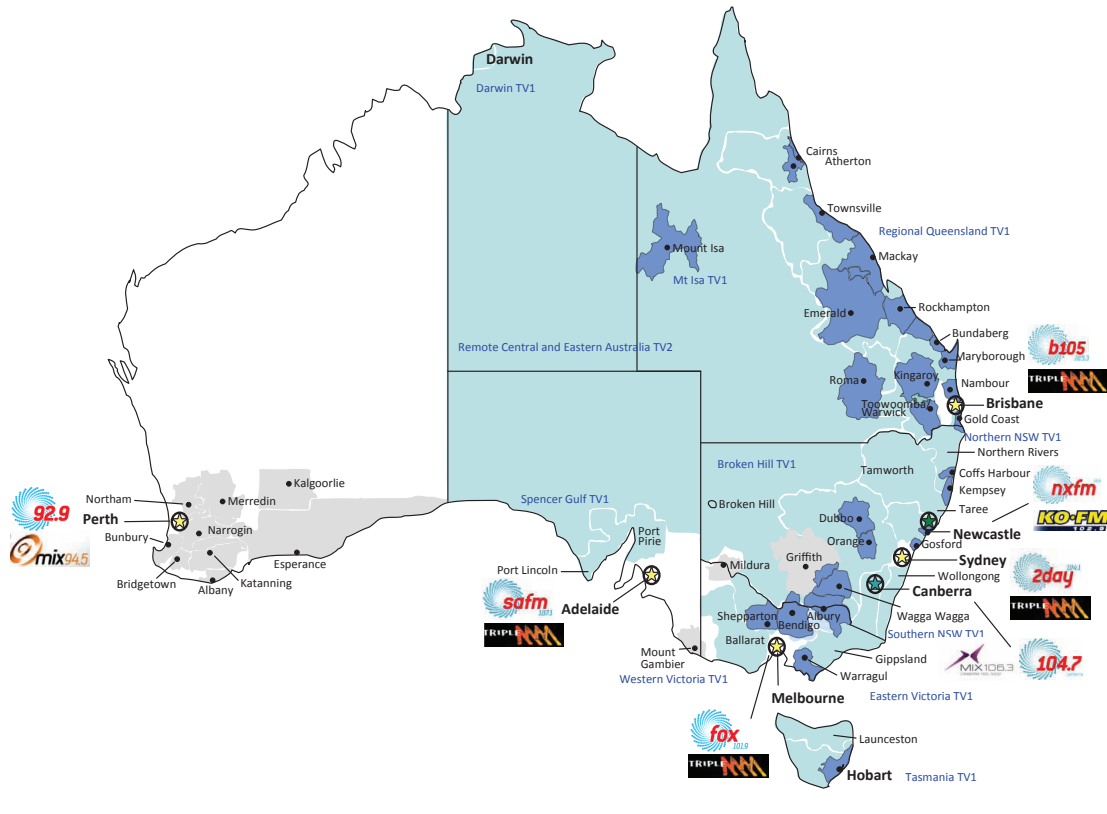 Darwin
Darwin TV1
Cairns
Atherton
Townsville
Regional Queensland TV1
Mount Isa
Mackay
Mt Isa TV1
Rockhampton
Emerald
Bundaberg
b105
Remote Central and Eastern Australia TV2
Maryborough
Roma
Kingaroy
Nambour
TRIPLE
Toowoomba/
Warwick
Brisbane
Gold Coast
Northern NSW TV1
Northern Rivers
Broken Hill TV1
Tamworth
Coffs Harbour
Kalgoorlie
Kempsey
nxfm
Northam
Merredin
Spencer Gulf TV1
Broken Hill
Taree
92.9
Perth
Dubbo
KO·FM
102.9
Narrogin
Port
Pirie
Newcastle
Bunbury
Orange
Gosford
mix94.5
Griffith
Sydney
Esperance
Mildura
Port Lincoln
Wollongong
2day
Bridgetown
Katanning
Albany
Canberra
safm
107.1
Adelaide
TRIPLE
Shepparton
Albury
Wagga Wagga
TRIPLE
Bendigo
Southern NSW TV1
Ballarat
Mount
Gambier
Gippsland
MIX106.3
104.7
Western Victoria TV1
Warragul
Melbourne
Eastern Victoria TV1
fox
101.9
Launceston
TRIPLE
Hobart
Tasmania TV1